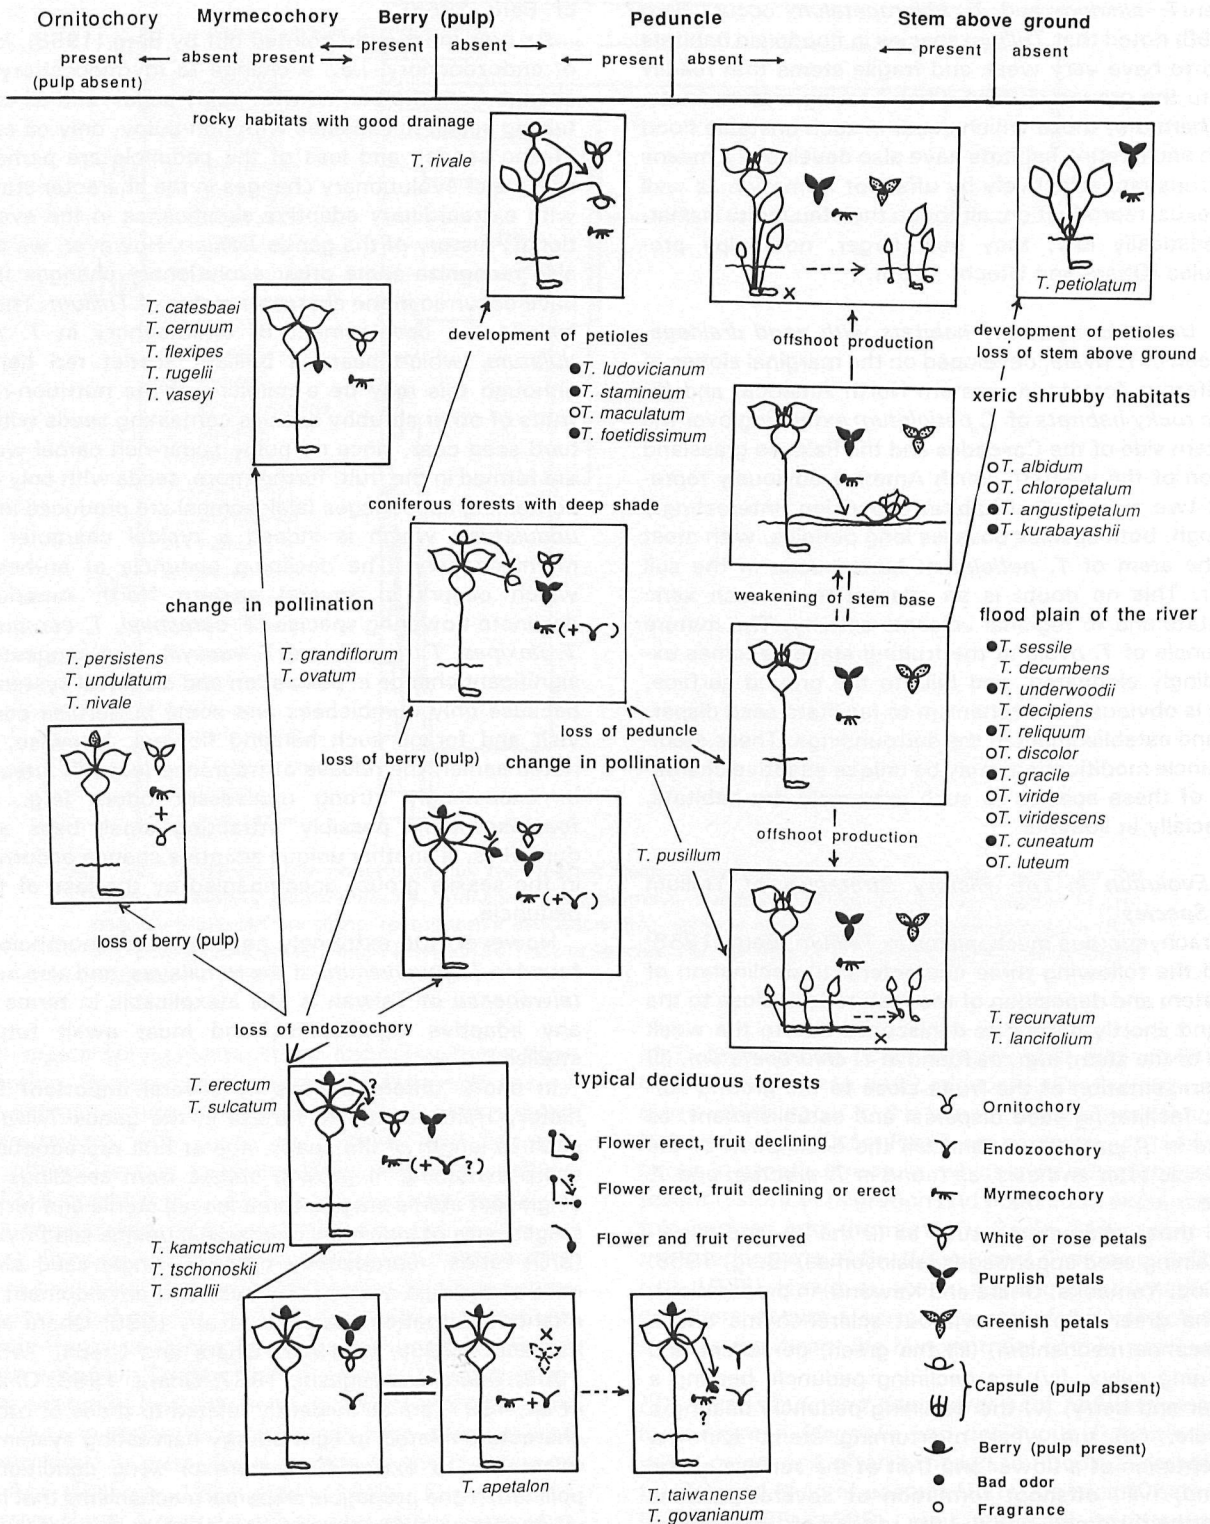 Ornitochory
Myrmecochory
Berry (pulp)
Peduncle
Stem above ground
present ← absent
(pulp absent)
present →
← present absent →
← present absent →
← present absent →
rocky habitats with good drainage
T. rivale
T. petiolatum
T. catesbaei
T. cernuum
T. flexipes
T. rugelii
T. vaseyi
development of petioles
offshoot production
development of petioles
loss of stem above ground
xeric shrubby habitats
T. ludovicianum
T. stamineum
T. maculatum
T. foetidissimum
T. albidum
T. chloropetalum
T. angustipetalum
T. kurabayashii
coniferous forests with deep shade
weakening of stem base
change in pollination
(+ )
T. persistens
T. undulatum
T. nivale
T. grandiflorum
T. ovatum
flood plain of the river
T. sessile
T. decumbens
T. underwoodii
T. decipiens
T. reliquum
T. discolor
T. gracile
T. viride
T. viridescens
T. cuneatum
T. luteum
loss of peduncle
loss of berry (pulp)
change in pollination
+
offshoot production
T. pusillum
(+ )
loss of berry (pulp)
loss of endozoochory
x
x
T. recurvatum
T. lancifolium
T. erectum
T. sulcatum
?
(+ ?)
typical deciduous forests
Flower erect, fruit declining
?
Flower erect, fruit declining or erect
Flower and fruit recurved
T. kamtschaticum
T. tschonoskii
T. smallii
x
+
+
?
T. apetalon
T. taiwanense
T. govanianum
Ornitochory
Endozoochory
Myrmecochory
White or rose petals
Purplish petals
Greenish petals
Capsule (pulp absent)
Berry (pulp present)
Bad odor
Fragrance